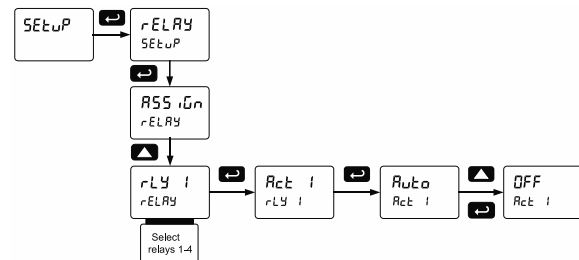 SEtuP
rELAY
SEtuP
ASSiGn
rELAY
rLY 1
rELAY
Act 1
rLY 1
Auto
Act 1
OFF
Act 1
Select
relays 1-4